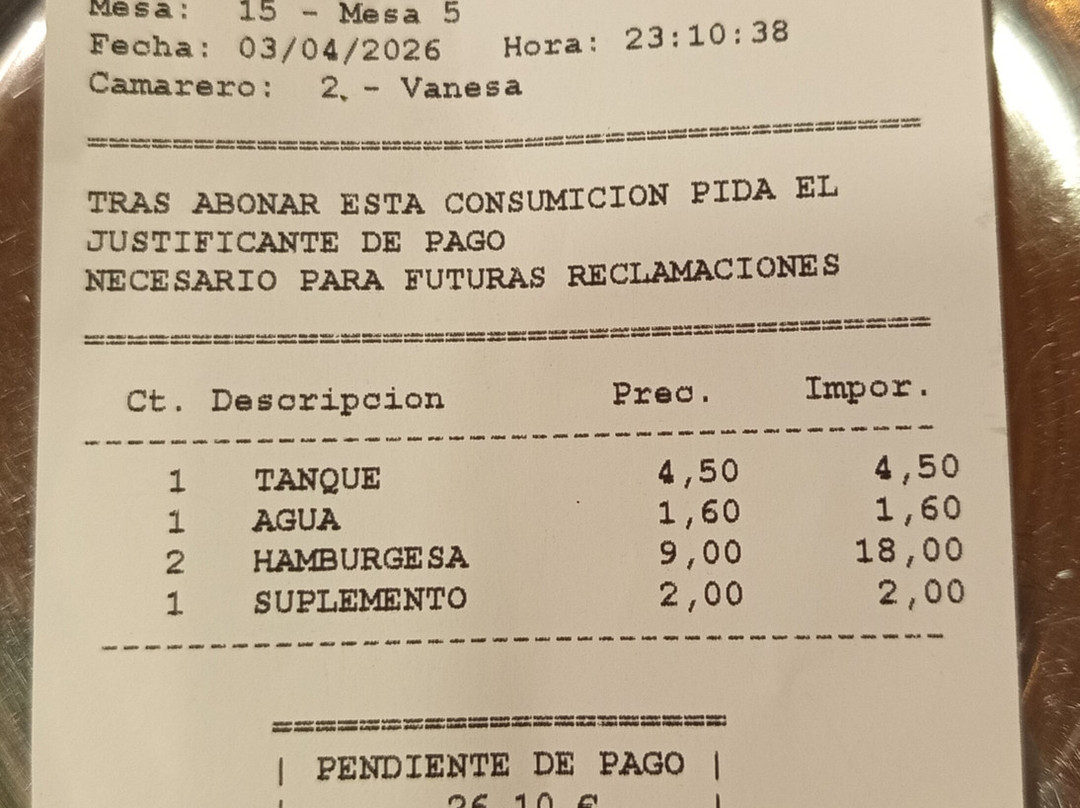 Mesa: 15 - Mesa 5
Fecha: 03/04/2026 Hora: 23:10:38
Camarero: 2 - Vanesa
TRAS ABONAR ESTA CONSUMICION PIDA EL
JUSTIFICANTE DE PAGO
NECESARIO PARA FUTURAS RECLAMACIONES
Ct. Descripcion Prec. Impor.
1 TANQUE 4,50 4,50
1 AGUA 1,60 1,60
2 HAMBURGESA 9,00 18,00
1 SUPLEMENTO 2,00 2,00
PENDIENTE DE PAGO
26,10 €